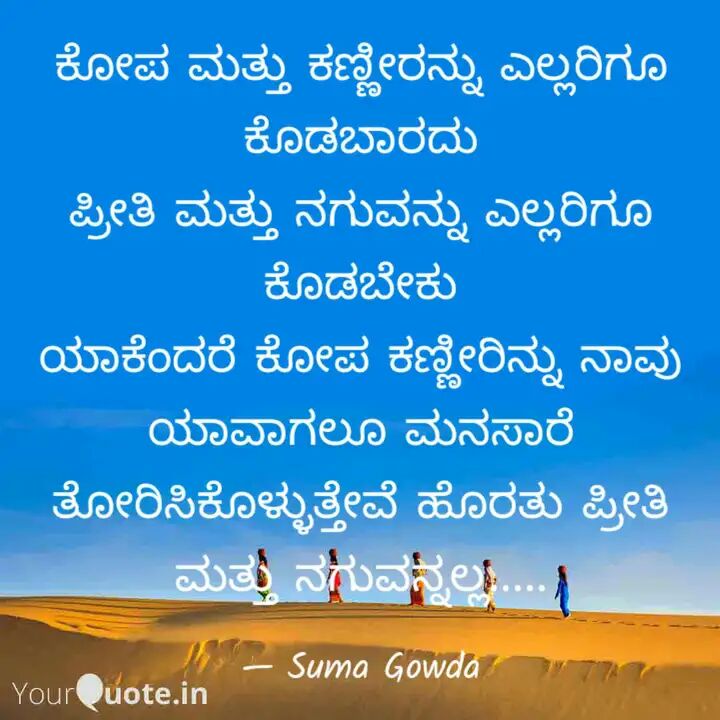 ಕೋಪ ಮತ್ತು ಕಣ್ಣೀರನ್ನು ಎಲ್ಲರಿಗೂ
ಕೊಡಬಾರದು
ಪ್ರೀತಿ ಮತ್ತು ನಗುವನ್ನು ಎಲ್ಲರಿಗೂ
ಕೊಡಬೇಕು
ಯಾಕೆಂದರೆ ಕೋಪ ಕಣ್ಣೀರಿನ್ನು ನಾವು
ಯಾವಾಗಲೂ ಮನಸಾರೆ
ತೋರಿಸಿಕೊಳ್ಳುತ್ತೇವೆ ಹೊರತು ಪ್ರೀತಿ
ಮತ್ತು ನಗುವನ್ನಲ್ಲ.....
— Suma Gowda
YourQuote.in